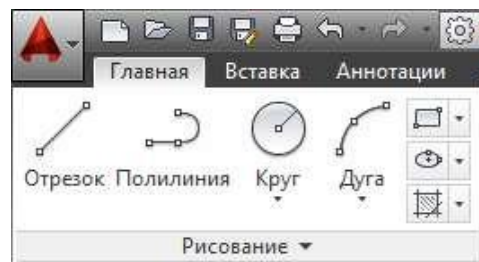 Главная Вставка Аннотации
Отрезок Полилиния Круг Дуга
Рисование